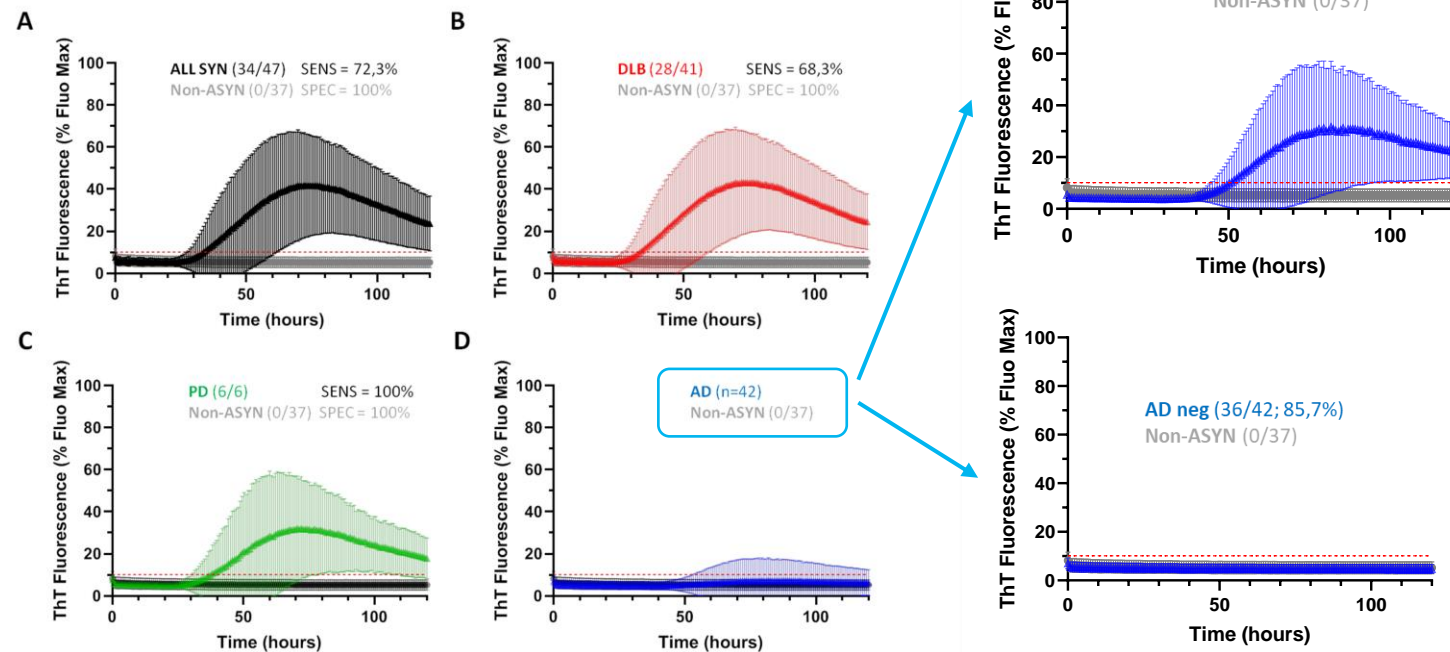 A
ThT Fluorescence (% Fluo Max)
100
80
60
40
20
0
ALL SYN (34/47) SENS = 72,3%
Non-ASYN (0/37) SPEC = 100%
0
50
100
Time (hours)
B
ThT Fluorescence (% Fluo Max)
100
80
60
40
20
0
DLB (28/41) SENS = 68,3%
Non-ASYN (0/37) SPEC = 100%
0
50
100
Time (hours)
80
60
40
20
0
Non-ASYN (0/37)
ThT Fluorescence (% Fl
0
50
100
Time (hours)
C
ThT Fluorescence (% Fluo Max)
100
80
60
40
20
0
PD (6/6) SENS = 100%
Non-ASYN (0/37) SPEC = 100%
0
50
100
Time (hours)
D
ThT Fluorescence (% Fluo Max)
100
80
60
40
20
0
AD (n=42)
Non-ASYN (0/37)
0
50
100
Time (hours)
ThT Fluorescence (% Fluo Max)
100
80
60
40
20
0
AD neg (36/42; 85,7%)
Non-ASYN (0/37)
0
50
100
Time (hours)